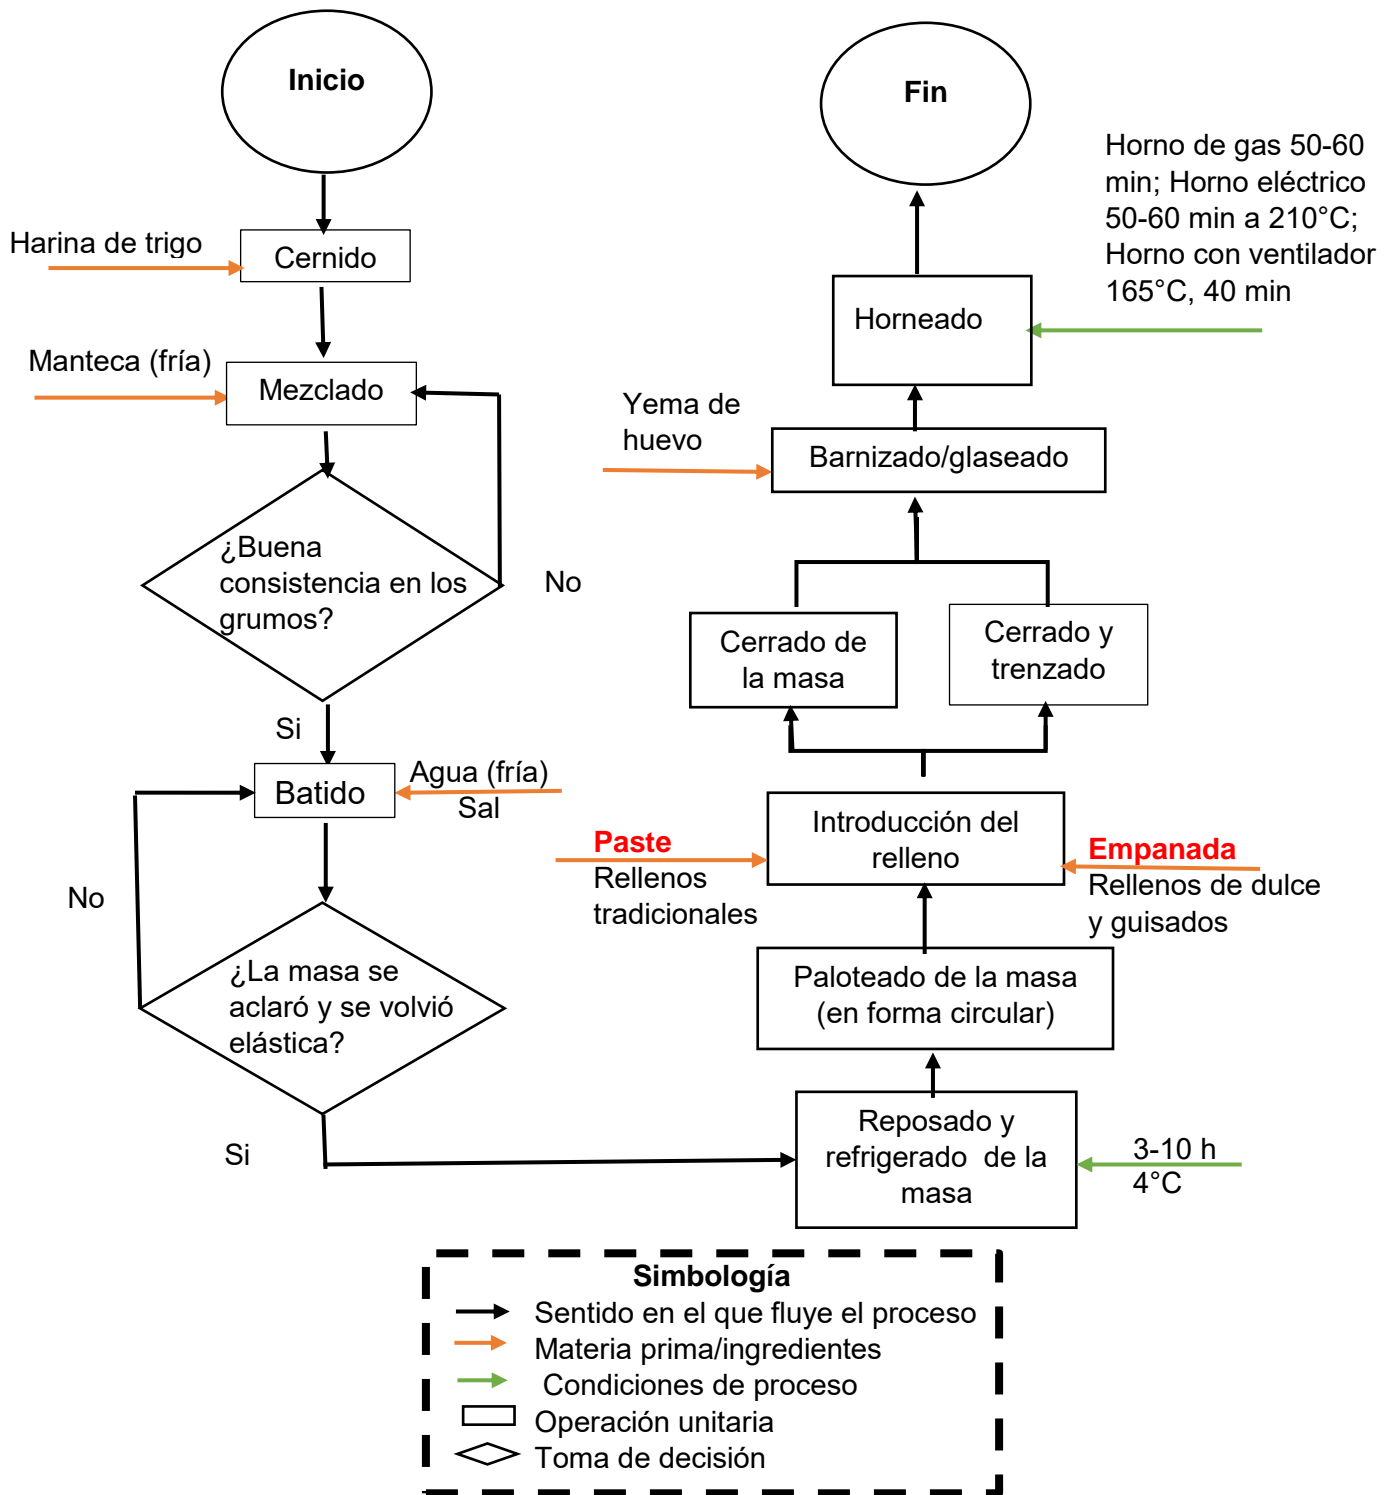 Inicio
Harina de trigo
Cernido
Manteca (fría)
Mezclado
¿Buena
consistencia en los
grumos?
No
Si
Batido
Agua (fría)
Sal
No
¿La masa se
aclaró y se volvió
elástica?
Si
Reposado y
refrigerado de la
masa
3-10 h
4°C
Paloteado de la masa
(en forma circular)
Introducción del
relleno
Paste
Rellenos
tradicionales
Empanada
Rellenos de dulce
y guisados
Cerrado de
la masa
Cerrado y
trenzado
Barnizado/glaseado
Yema de
huevo
Horneado
Horno de gas 50-60
min; Horno eléctrico
50-60 min a 210°C;
Horno con ventilador
165°C, 40 min
Fin
Simbología
Sentido en el que fluye el proceso
Materia prima/ingredientes
Condiciones de proceso
Operación unitaria
Toma de decisión